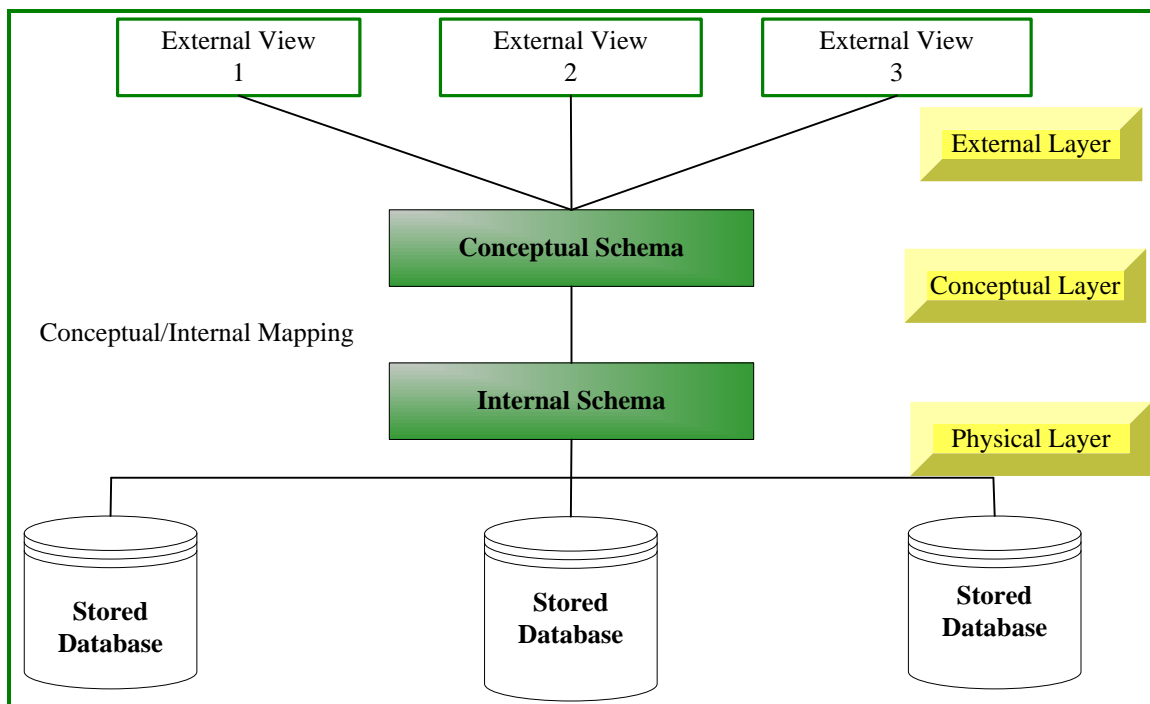 External View
1
External View
2
External View
3
External Layer
Conceptual Schema
Conceptual Layer
Conceptual/Internal Mapping
Internal Schema
Physical Layer
Stored
Database
Stored
Database
Stored
Database